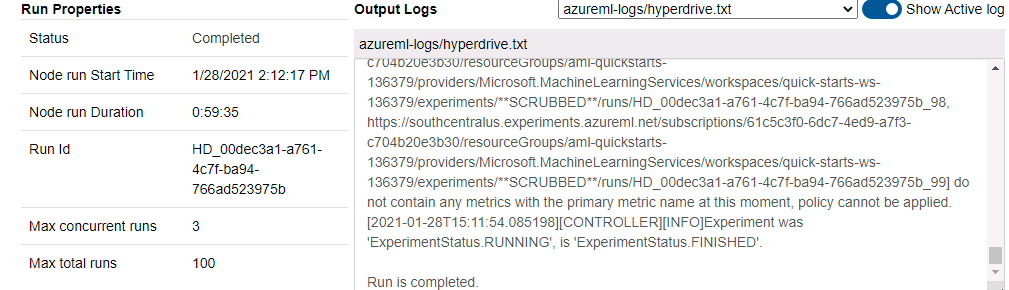 Run Properties
Output Logs
azureml-logs/hyperdrive.txt
Show Active log
Status
Completed
Node run Start Time
1/28/2021 2:12:17 PM
Node run Duration
0:59:35
Run Id
HD_00dec3a1-a761-
4c7f-ba94-
766ad523975b
Max concurrent runs
3
Max total runs
100
azureml-logs/hyperdrive.txt
c704b20e3b30/resourceGroups/aml-quickstarts-
136379/providers/Microsoft.MachineLearningServices/workspaces/quick-starts-ws-
136379/experiments/**SCRUBBED**/runs/HD_00dec3a1-a761-4c7f-ba94-766ad523975b_98,
https://southcentralus.experiments.azureml.net/subscriptions/61c5c3f0-6dc7-4ed9-a7f3-
c704b20e3b30/resourceGroups/aml-quickstarts-
136379/providers/Microsoft.MachineLearningServices/workspaces/quick-starts-ws-
136379/experiments/**SCRUBBED**/runs/HD_00dec3a1-a761-4c7f-ba94-766ad523975b_99] do
not contain any metrics with the primary metric name at this moment, policy cannot be applied.
[2021-01-28T15:11:54.085198][CONTROLLER][INFO]Experiment was
'ExperimentStatus.RUNNING', is 'ExperimentStatus.FINISHED'.
Run is completed.